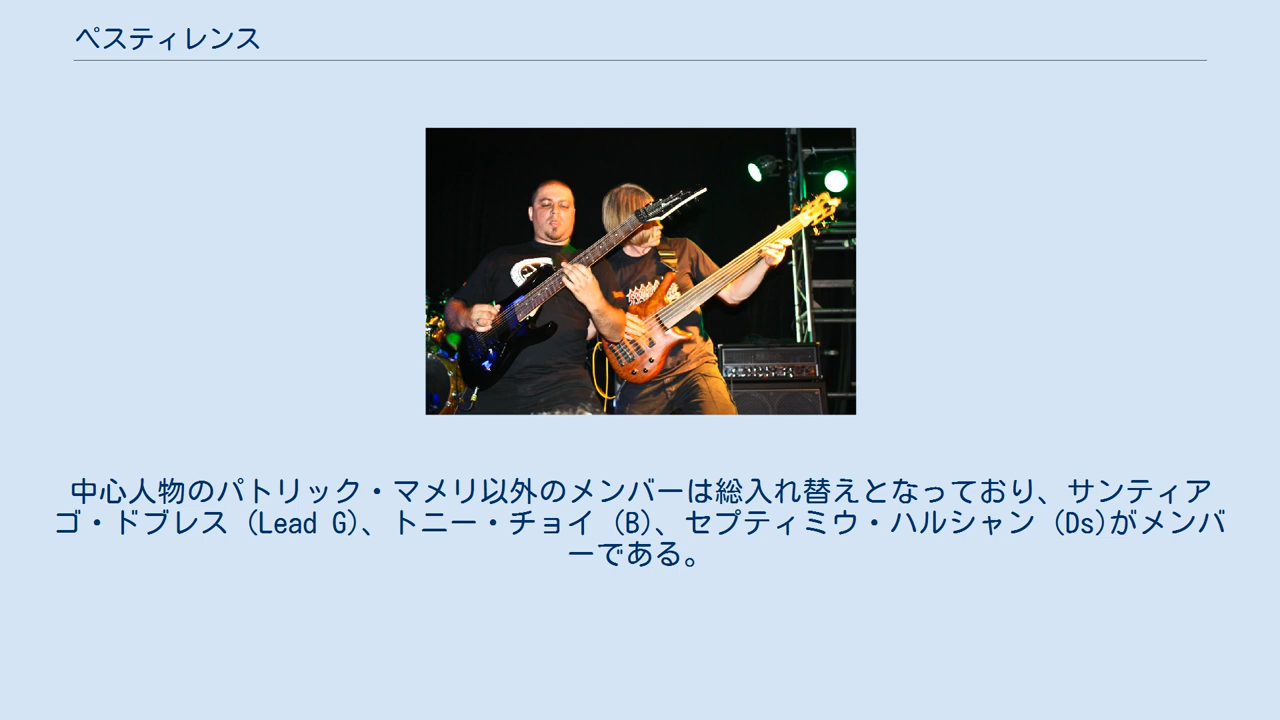 ペスティレンス
中心人物のパトリック・マメリ以外のメンバーは総入れ替えとなっており、サンティア
ゴ・ドブレス (Lead G)、トニー・チョイ (B)、セプティミウ・ハルシャン (Ds)がメンバ
ーである。